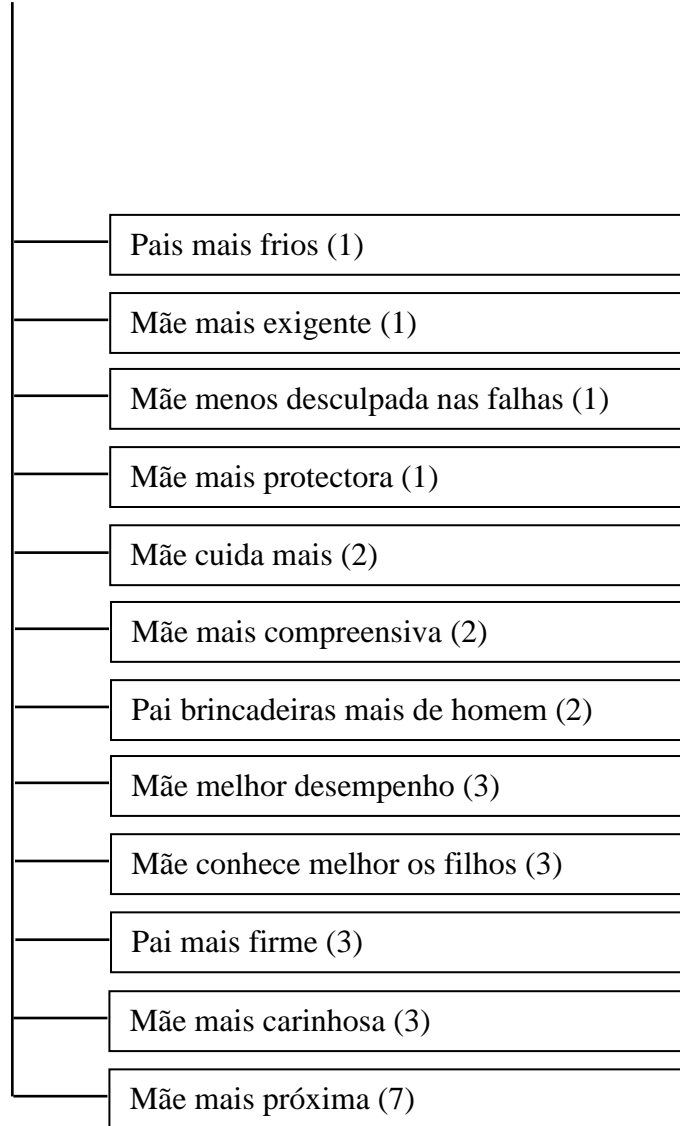 Pais mais frios (1)
Mãe mais exigente (1)
Mãe menos desculpada nas falhas (1)
Mãe mais protectora (1)
Mãe cuida mais (2)
Mãe mais compreensiva (2)
Pai brincadeiras mais de homem (2)
Mãe melhor desempenho (3)
Mãe conhece melhor os filhos (3)
Pai mais firme (3)
Mãe mais carinhosa (3)
Mãe mais próxima (7)